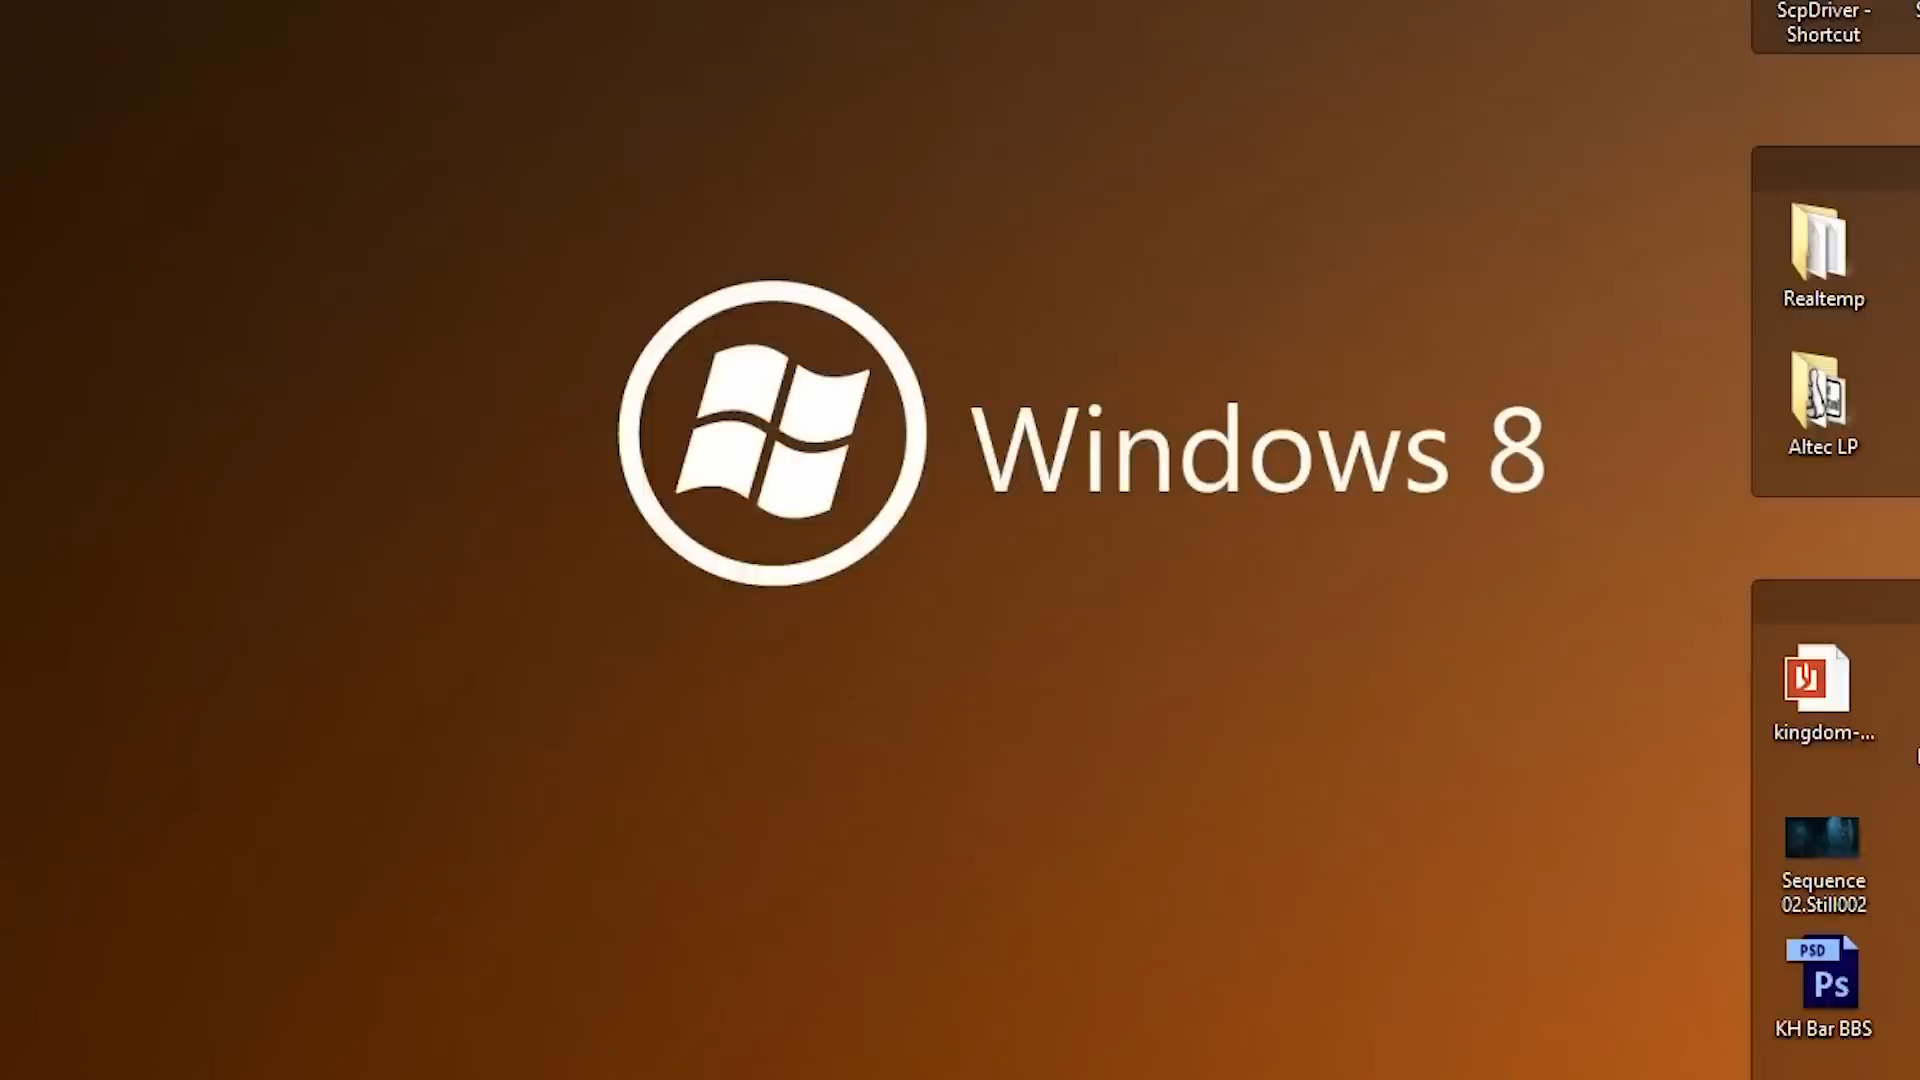 ScpDriver -
Shortcut
Realtemp
Windows 8
Altec LP
kingdom-...
Sequence
02.Still002
PSD
Ps
KH Bar BBS